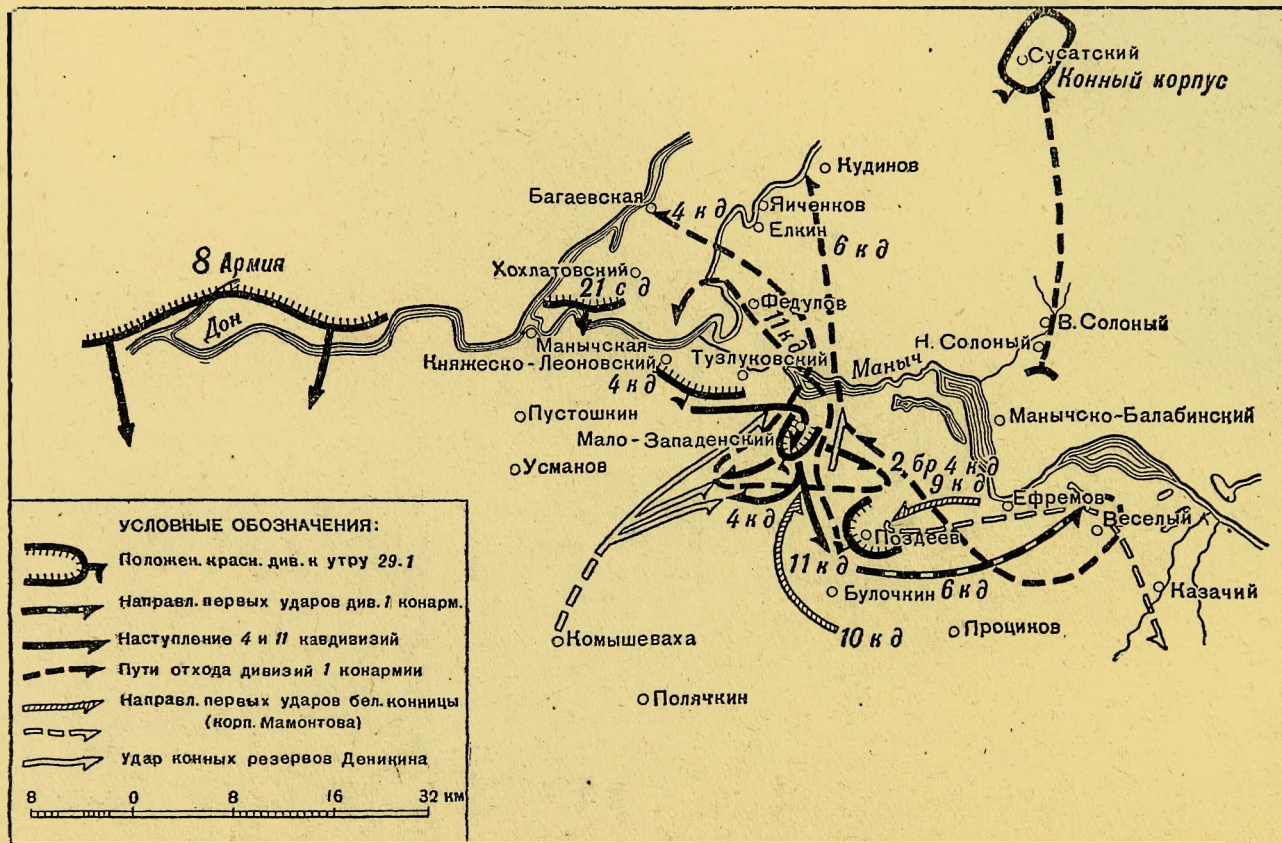 Сусатский
Конный корпус
Кудинов
Багаевская
4 к д
Яиченков
Елкин
6 к д
8 Армия
Хохлатовский
21 с д
Дон
Федулов
11 к д
В. Солоный
Н. Солоный
Манычская
Княжеско-Леоновский
Тузлуковский
Маныч
4 к д
Пустошкин
Манычско-Балабинский
Мало-Западенский
Усманов
2 бр 4 к д
9 к д
Ефремов
4 к д
Веселый
Поздеев
11 к д
Булочкин
6 к д
Казачий
10 к д
Проциков
Комышеваха
Полячкин
УСЛОВНЫЕ ОБОЗНАЧЕНИЯ:
Положен. красн. див. к утру 29.1
Направл. первых ударов див. 1 конарм.
Наступление 4 и 11 кавдивизий
Пути отхода дивизий 1 конармии
Направл. первых ударов бел. конницы
(корп. Мамонтова)
Удар конных резервов Деникина
8 0 8 16 32 км